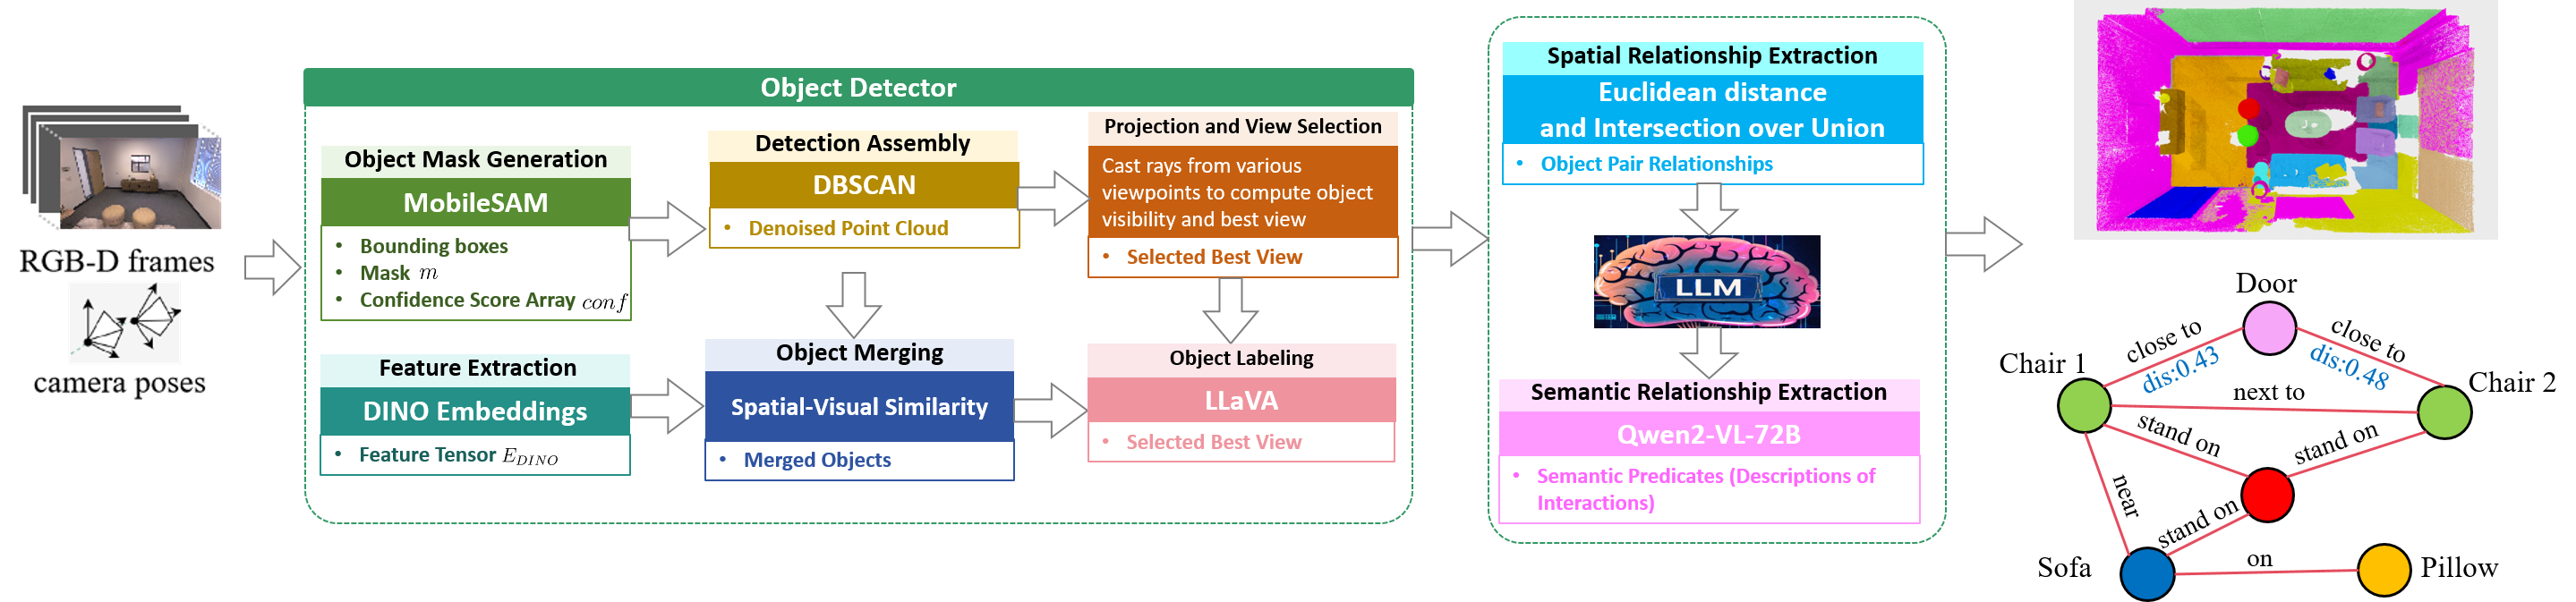 RGB-D frames
camera poses
Object Detector
Object Mask Generation
MobileSAM
• Bounding boxes
• Mask m
• Confidence Score Array conf
Feature Extraction
DINO Embeddings
• Feature Tensor E_DINO
Detection Assembly
DBSCAN
• Denoised Point Cloud
Object Merging
Spatial-Visual Similarity
• Merged Objects
Projection and View Selection
Cast rays from various
viewpoints to compute object
visibility and best view
• Selected Best View
Object Labeling
LLaVA
• Selected Best View
Spatial Relationship Extraction
Euclidean distance
and Intersection over Union
• Object Pair Relationships
LLM
Semantic Relationship Extraction
Qwen2-VL-72B
• Semantic Predicates (Descriptions of
Interactions)
Door
close to
dis:0.43
close to
dis:0.48
Chair 1
Chair 2
next to
stand on
stand on
near
stand on
Sofa
on
Pillow